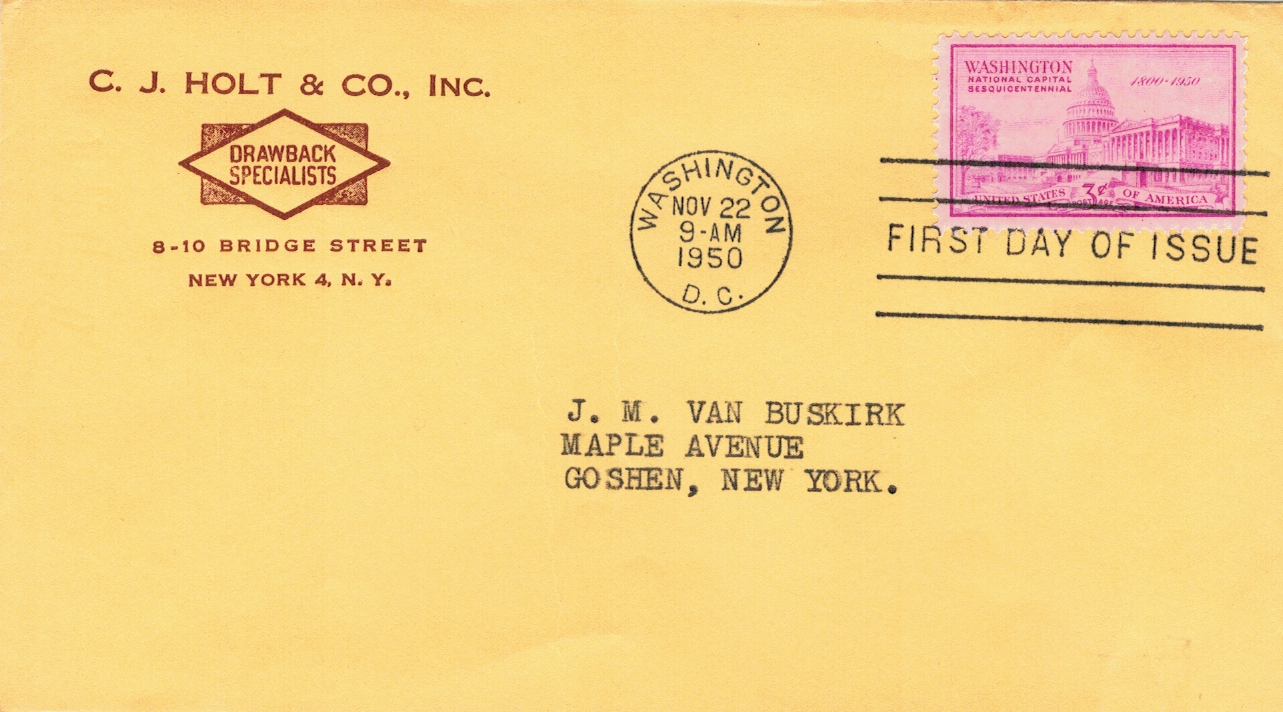 C. J. HOLT & CO., INC.
DRAWBACK
SPECIALISTS
8-10 BRIDGE STREET
NEW YORK 4, N. Y.
WASHINGTON
NOV 22
9-AM
1950
D. C.
WASHINGTON
NATIONAL CAPITAL
SESQUICENTENNIAL
1800-1950
UNITED STATES 3¢ OF AMERICA
POSTAGE
FIRST DAY OF ISSUE
J. M. VAN BUSKIRK
MAPLE AVENUE
GOSHEN, NEW YORK.